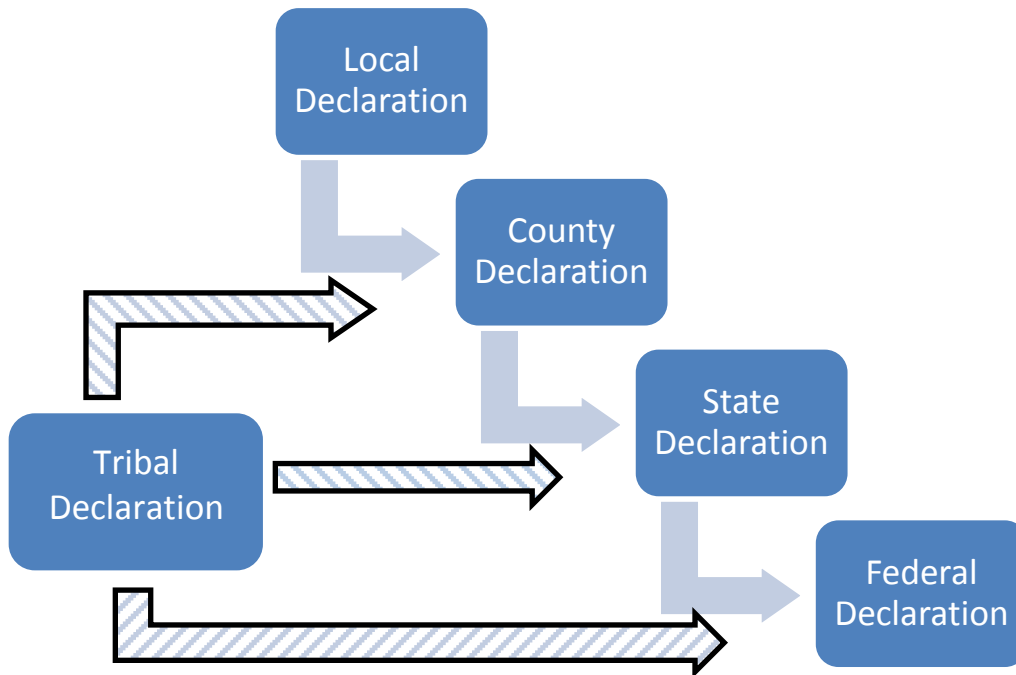 Local
Declaration
County
Declaration
State
Declaration
Tribal
Declaration
Federal
Declaration